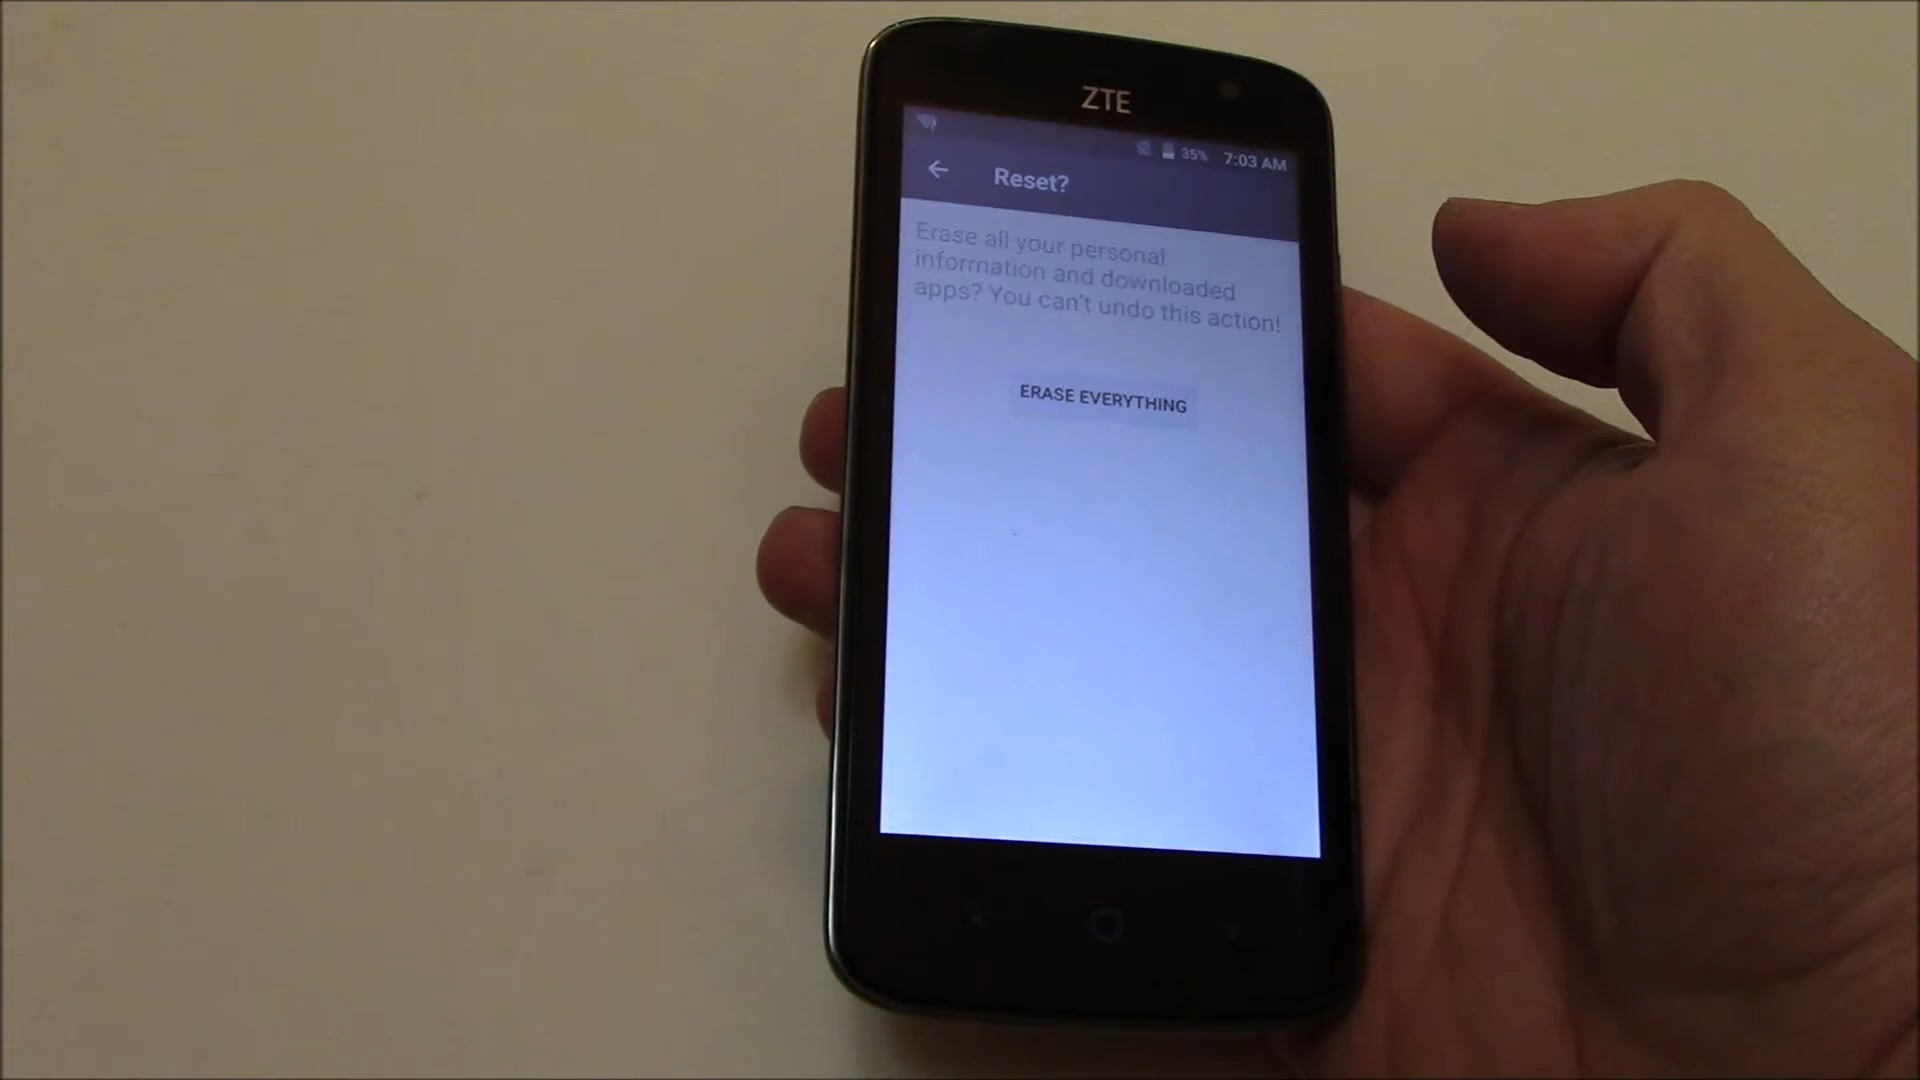 ZTE
35% 7:03 AM
Reset?
Erase all your personal
information and downloaded
apps? You can't undo this action!
ERASE EVERYTHING